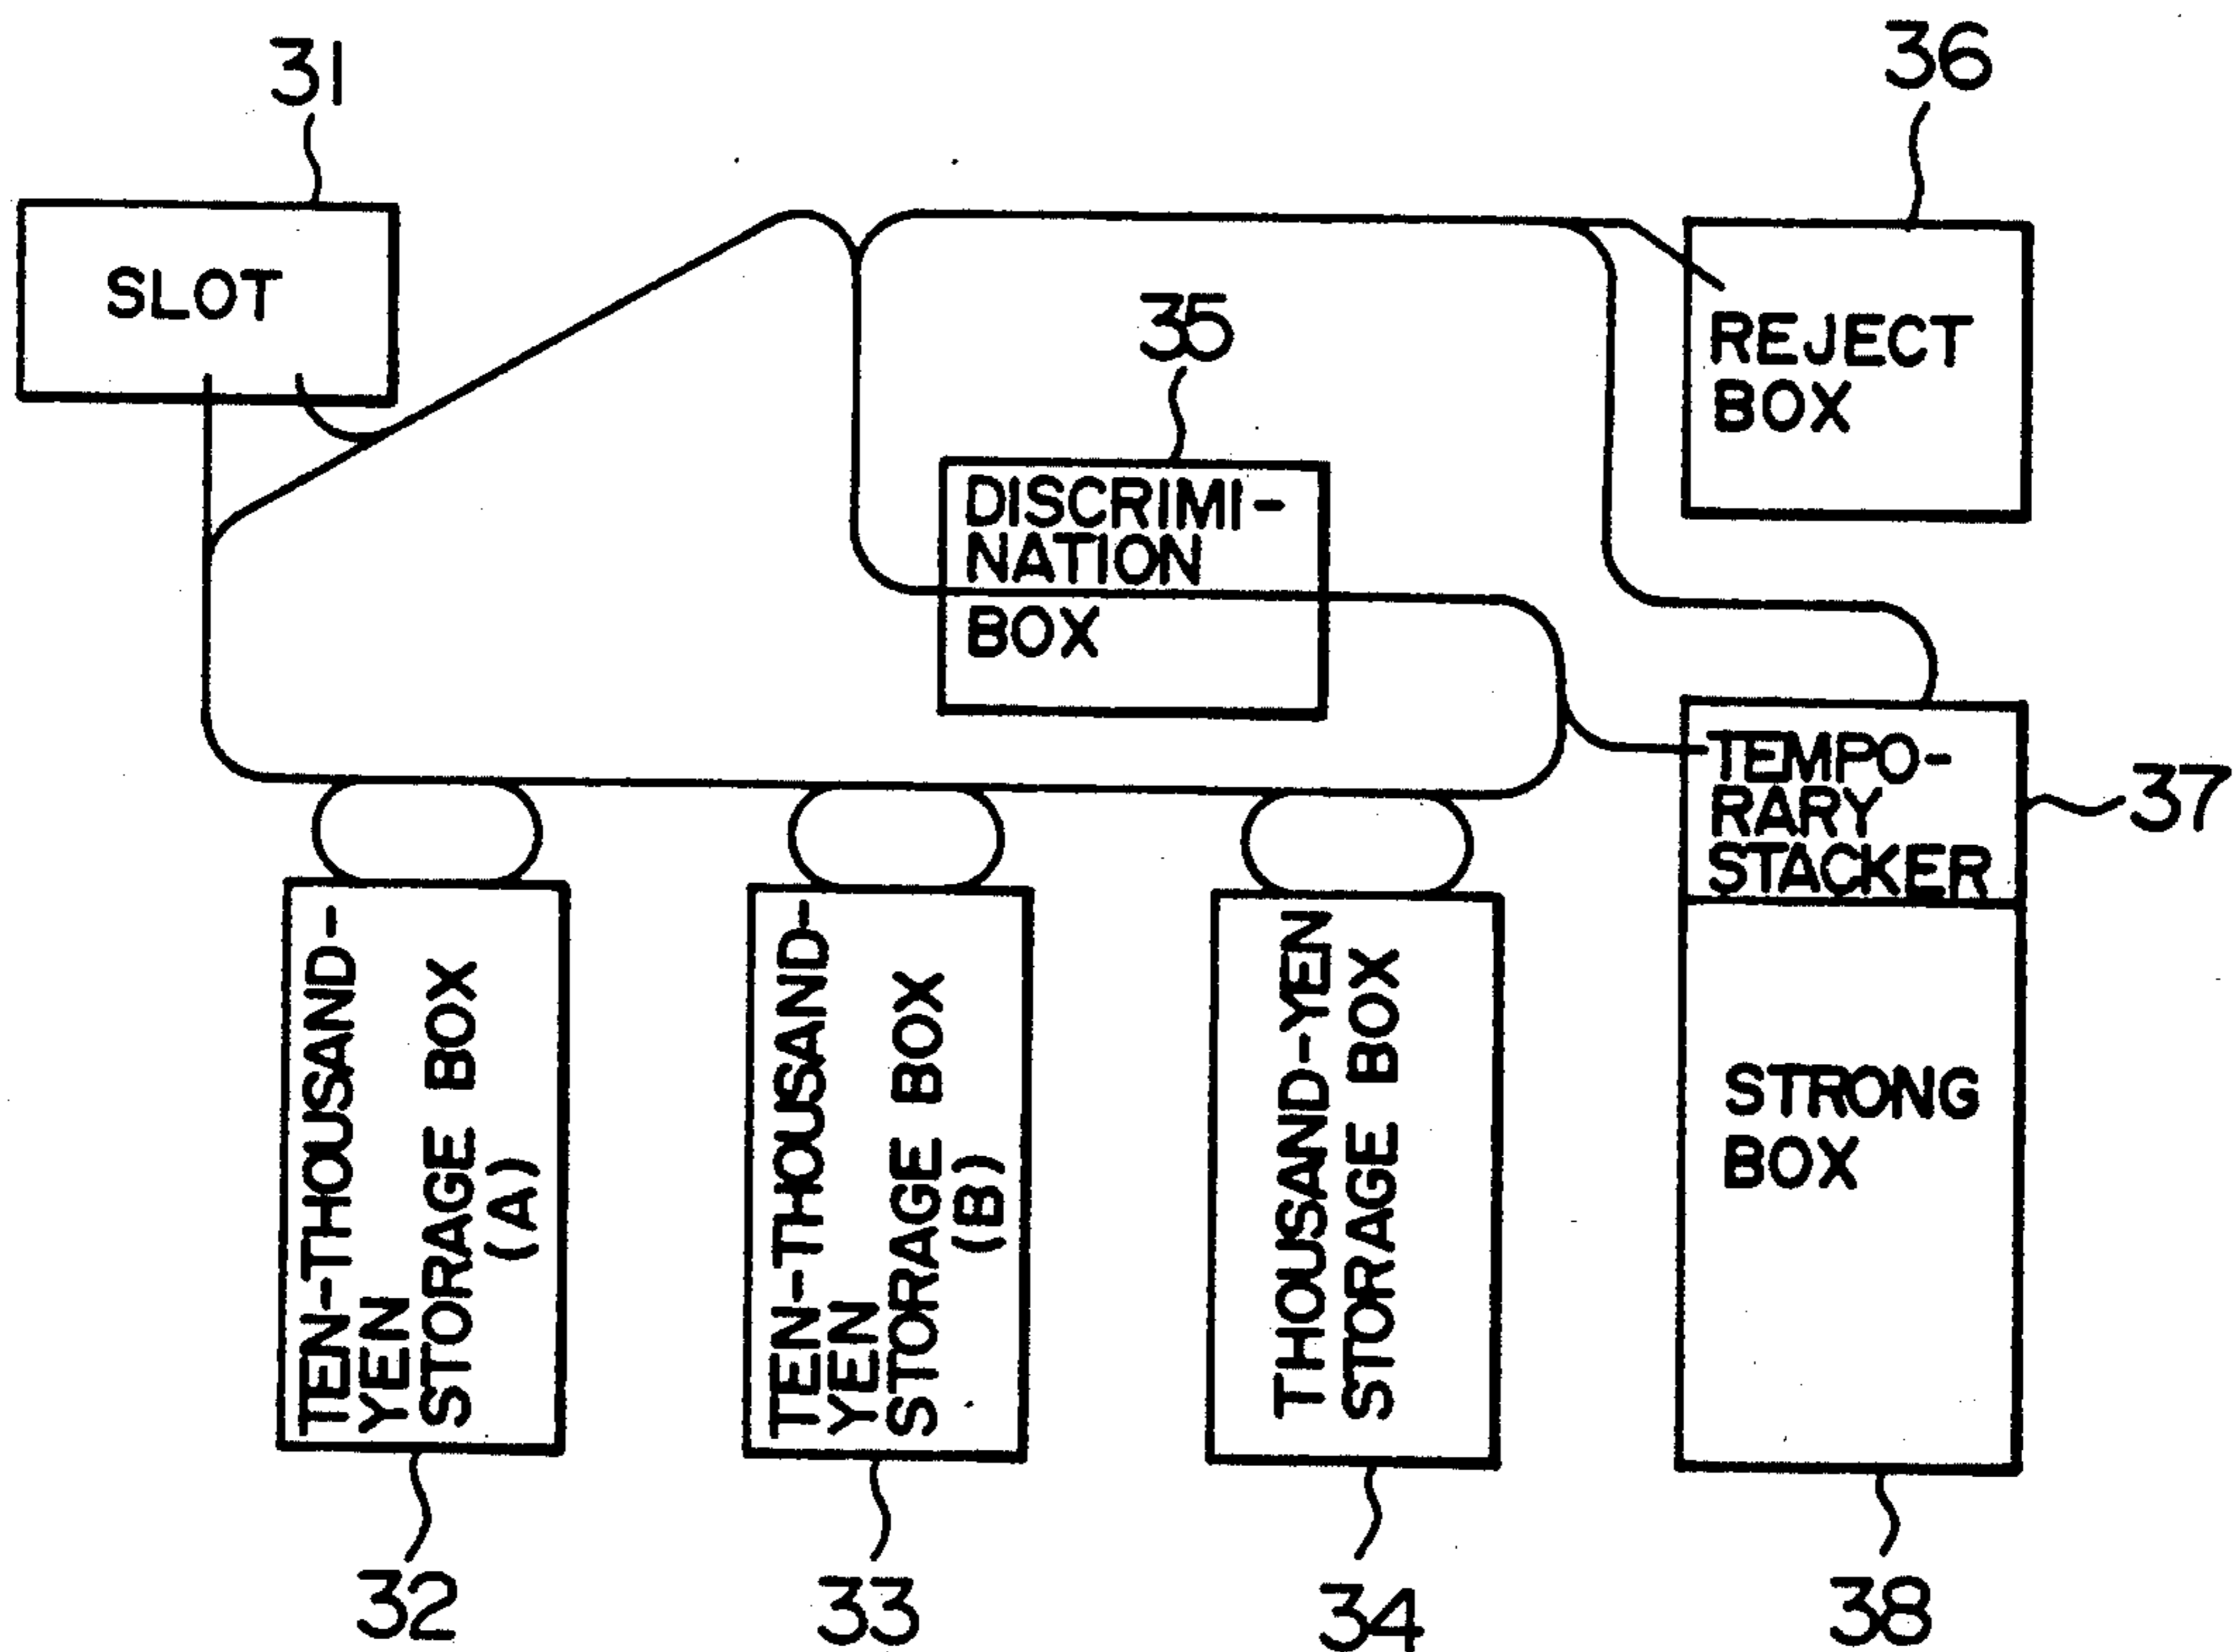 31
36
SLOT
35
REJECT
BOX
DISCRIMI-
NATION
BOX
TEMPO-
RARY
STACKER
37
TEN-THOUSAND-
YEN
STORAGE BOX
(A)
TEN-THOUSAND-
YEN
STORAGE BOX
(B)
THOUSAND-YEN
STORAGE BOX
STRONG
BOX
32
33
34
38